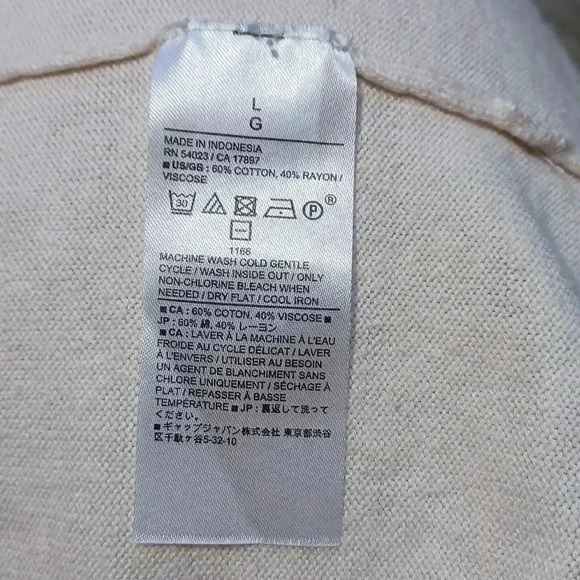 L
G
MADE IN INDONESIA
RN 54023 / CA 17897
■ US/GB : 60% COTTON, 40% RAYON /
VISCOSE
30 P ®
1166
MACHINE WASH COLD GENTLE
CYCLE / WASH INSIDE OUT / ONLY
NON-CHLORINE BLEACH WHEN
NEEDED / DRY FLAT / COOL IRON
■ CA : 60% COTON, 40% VISCOSE ■
JP : 60% 綿, 40% レーヨン
■ CA : LAVER À LA MACHINE À L'EAU
FROIDE AU CYCLE DÉLICAT / LAVER
À L'ENVERS / UTILISER AU BESOIN
UN AGENT DE BLANCHIMENT SANS
CHLORE UNIQUEMENT / SÉCHAGE À
PLAT / REPASSER À BASSE
TEMPÉRATURE ■ JP : 裏返して洗って
ください。
■ ギャップジャパン株式会社 東京都渋谷
区千駄ヶ谷5-32-10